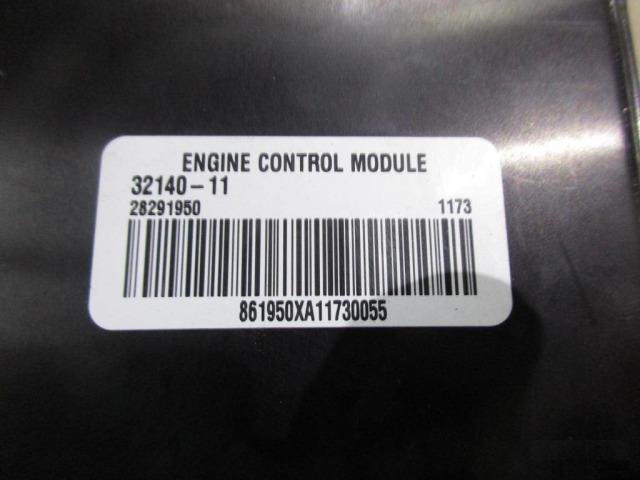 ENGINE CONTROL MODULE
32140-11
28291950 1173
861950XA11730055